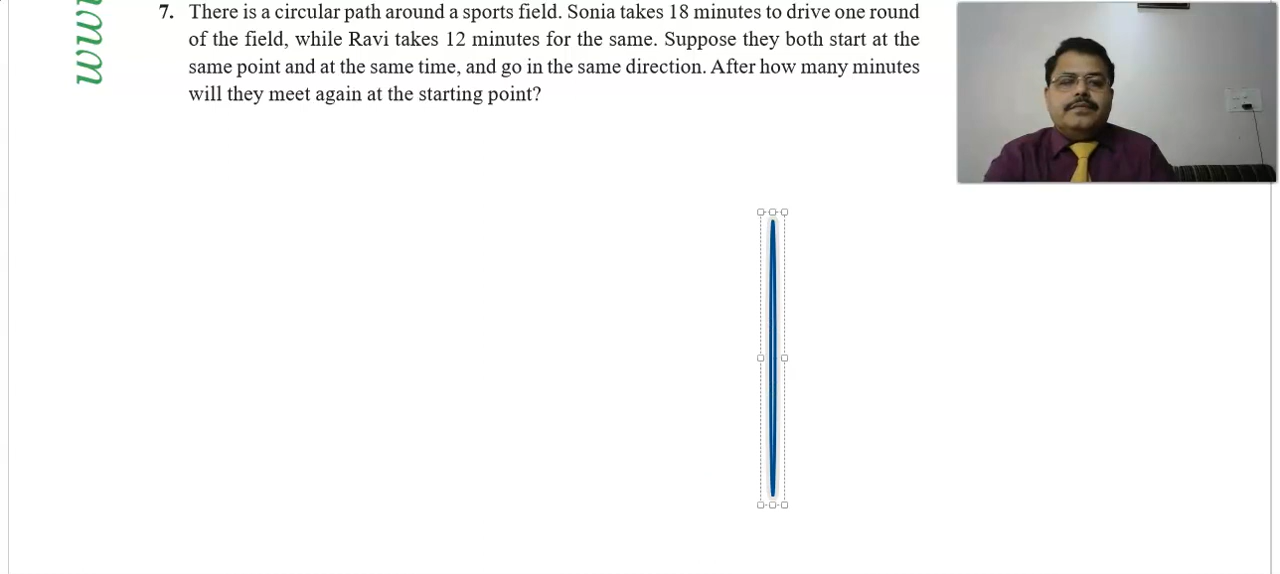 7. There is a circular path around a sports field. Sonia takes 18 minutes to drive one round
of the field, while Ravi takes 12 minutes for the same. Suppose they both start at the
same point and at the same time, and go in the same direction. After how many minutes
will they meet again at the starting point?